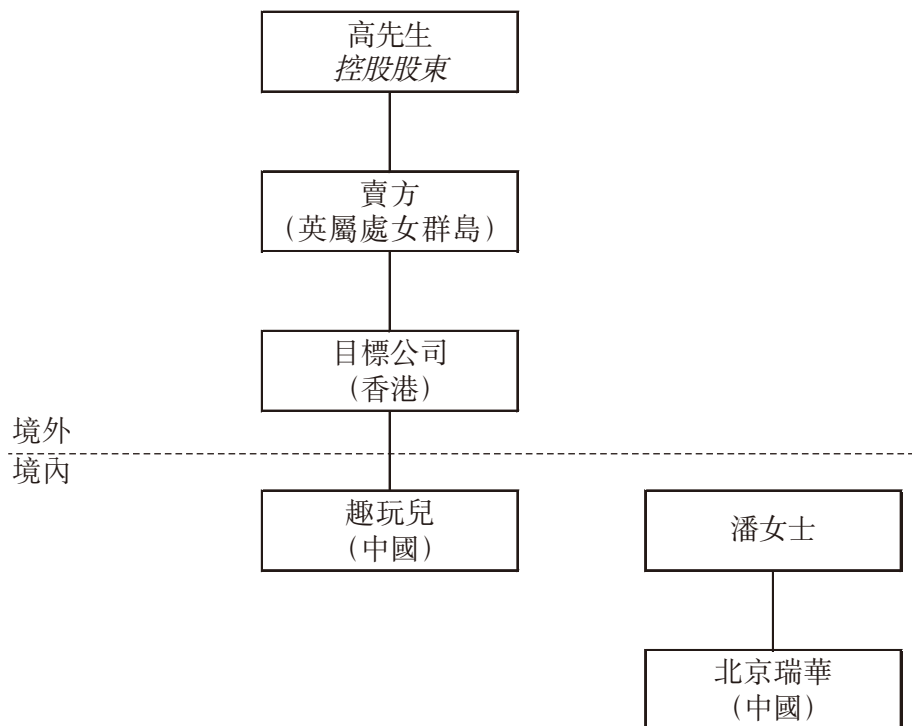 高先生
控股股東
賣方
（英屬處女群島）
目標公司
（香港）
境外
境內
趣玩兒
（中國）
潘女士
北京瑞華
（中國）